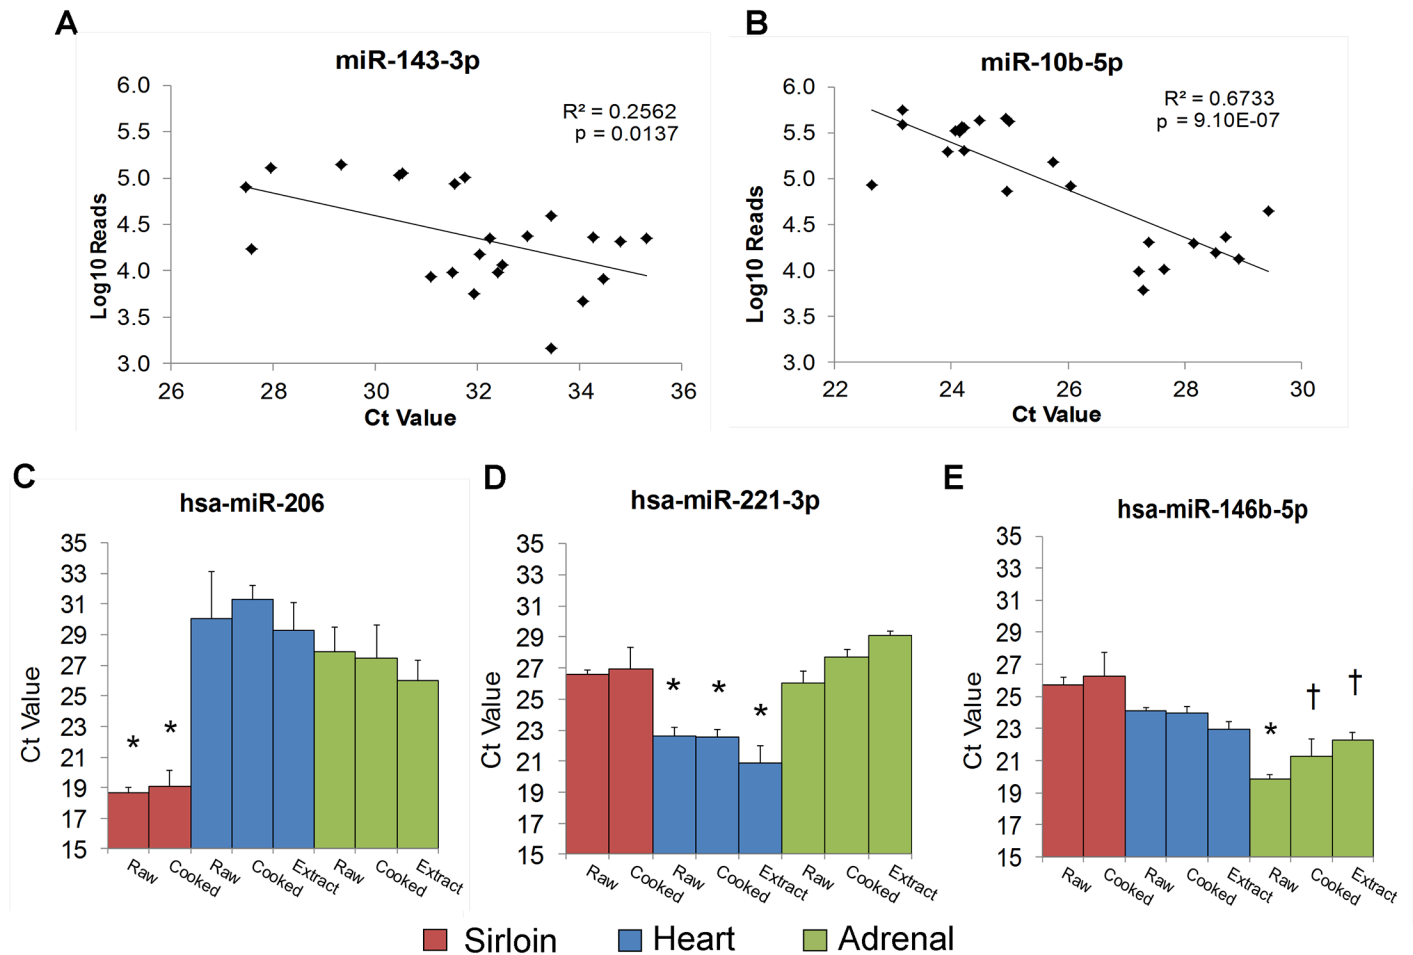 A
miR-143-3p
R² = 0.2562
p = 0.0137
6.0
5.5
5.0
4.5
4.0
3.5
3.0
Log10 Reads
26 28 30 32 34 36
Ct Value
B
miR-10b-5p
R² = 0.6733
p = 9.10E-07
6.0
5.5
5.0
4.5
4.0
3.5
3.0
Log10 Reads
22 24 26 28 30
Ct Value
C
hsa-miR-206
35
33
31
29
27
25
23
21
19
17
15
Ct Value
* *
Raw Cooked Raw Cooked Extract Raw Cooked Extract
D
hsa-miR-221-3p
35
33
31
29
27
25
23
21
19
17
15
Ct Value
* * *
Raw Cooked Raw Cooked Extract Raw Cooked Extract
E
hsa-miR-146b-5p
35
33
31
29
27
25
23
21
19
17
15
Ct Value
* † †
Raw Cooked Raw Cooked Extract Raw Cooked Extract
Sirloin Heart Adrenal